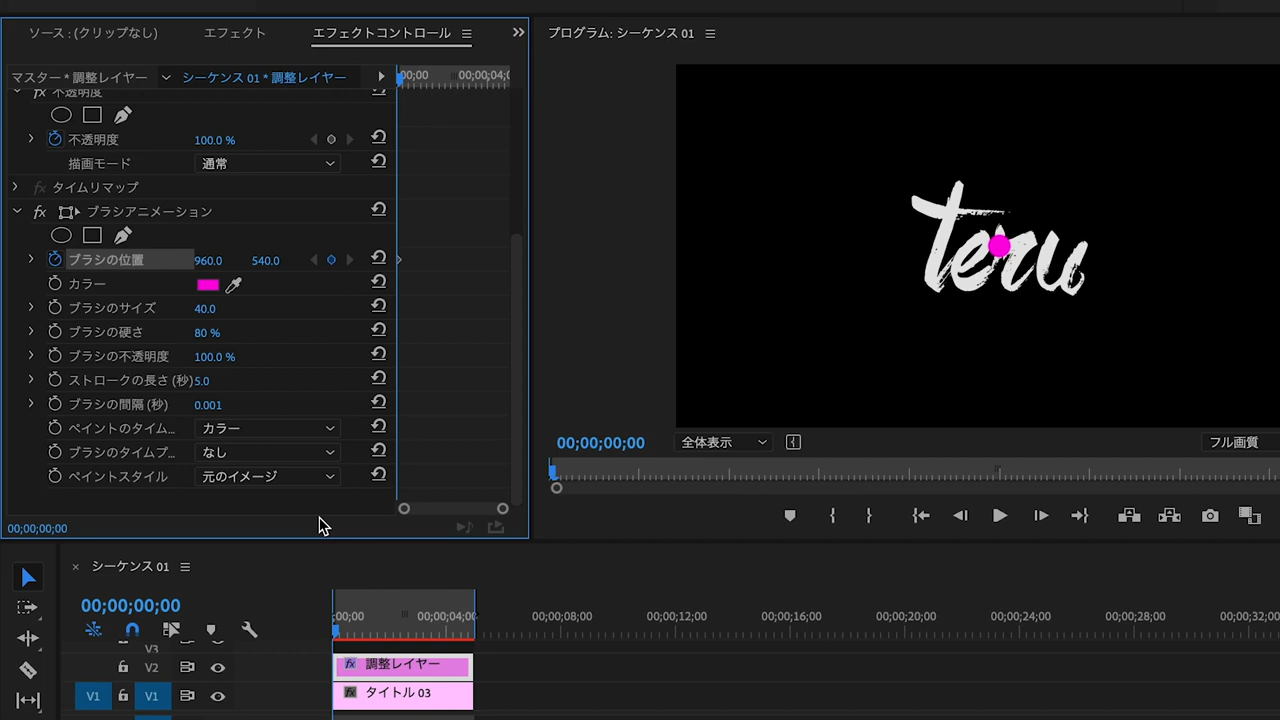 ソース：(クリップなし)
エフェクト
エフェクトコントロール
マスター * 調整レイヤー
シーケンス 01 * 調整レイヤー
00;00
00;00;04;0
不透明度
不透明度
100.0 %
描画モード
通常
タイムリマップ
ブラシアニメーション
ブラシの位置
960.0
540.0
カラー
ブラシのサイズ
40.0
ブラシの硬さ
80 %
ブラシの不透明度
100.0 %
ストロークの長さ (秒)
5.0
ブラシの間隔 (秒)
0.001
ペイントのタイム...
カラー
ブラシのタイムプ...
なし
ペイントスタイル
元のイメージ
00;00;00;00
プログラム：シーケンス 01
teru
00;00;00;00
全体表示
フル画質
シーケンス 01
00;00;00;00
;00;00
00;00;04;00
00;00;08;00
00;00;12;00
00;00;16;00
00;00;20;00
00;00;24;00
00;00;28;00
00;00;32;00
V3
V2
調整レイヤー
V1
V1
タイトル 03